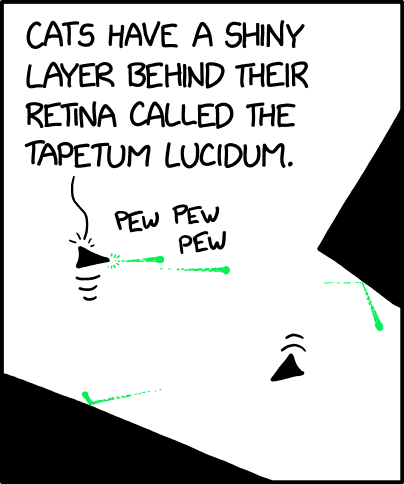 CATS HAVE A SHINY
LAYER BEHIND THEIR
RETINA CALLED THE
TAPETUM LUCIDUM.
PEW PEW
PEW